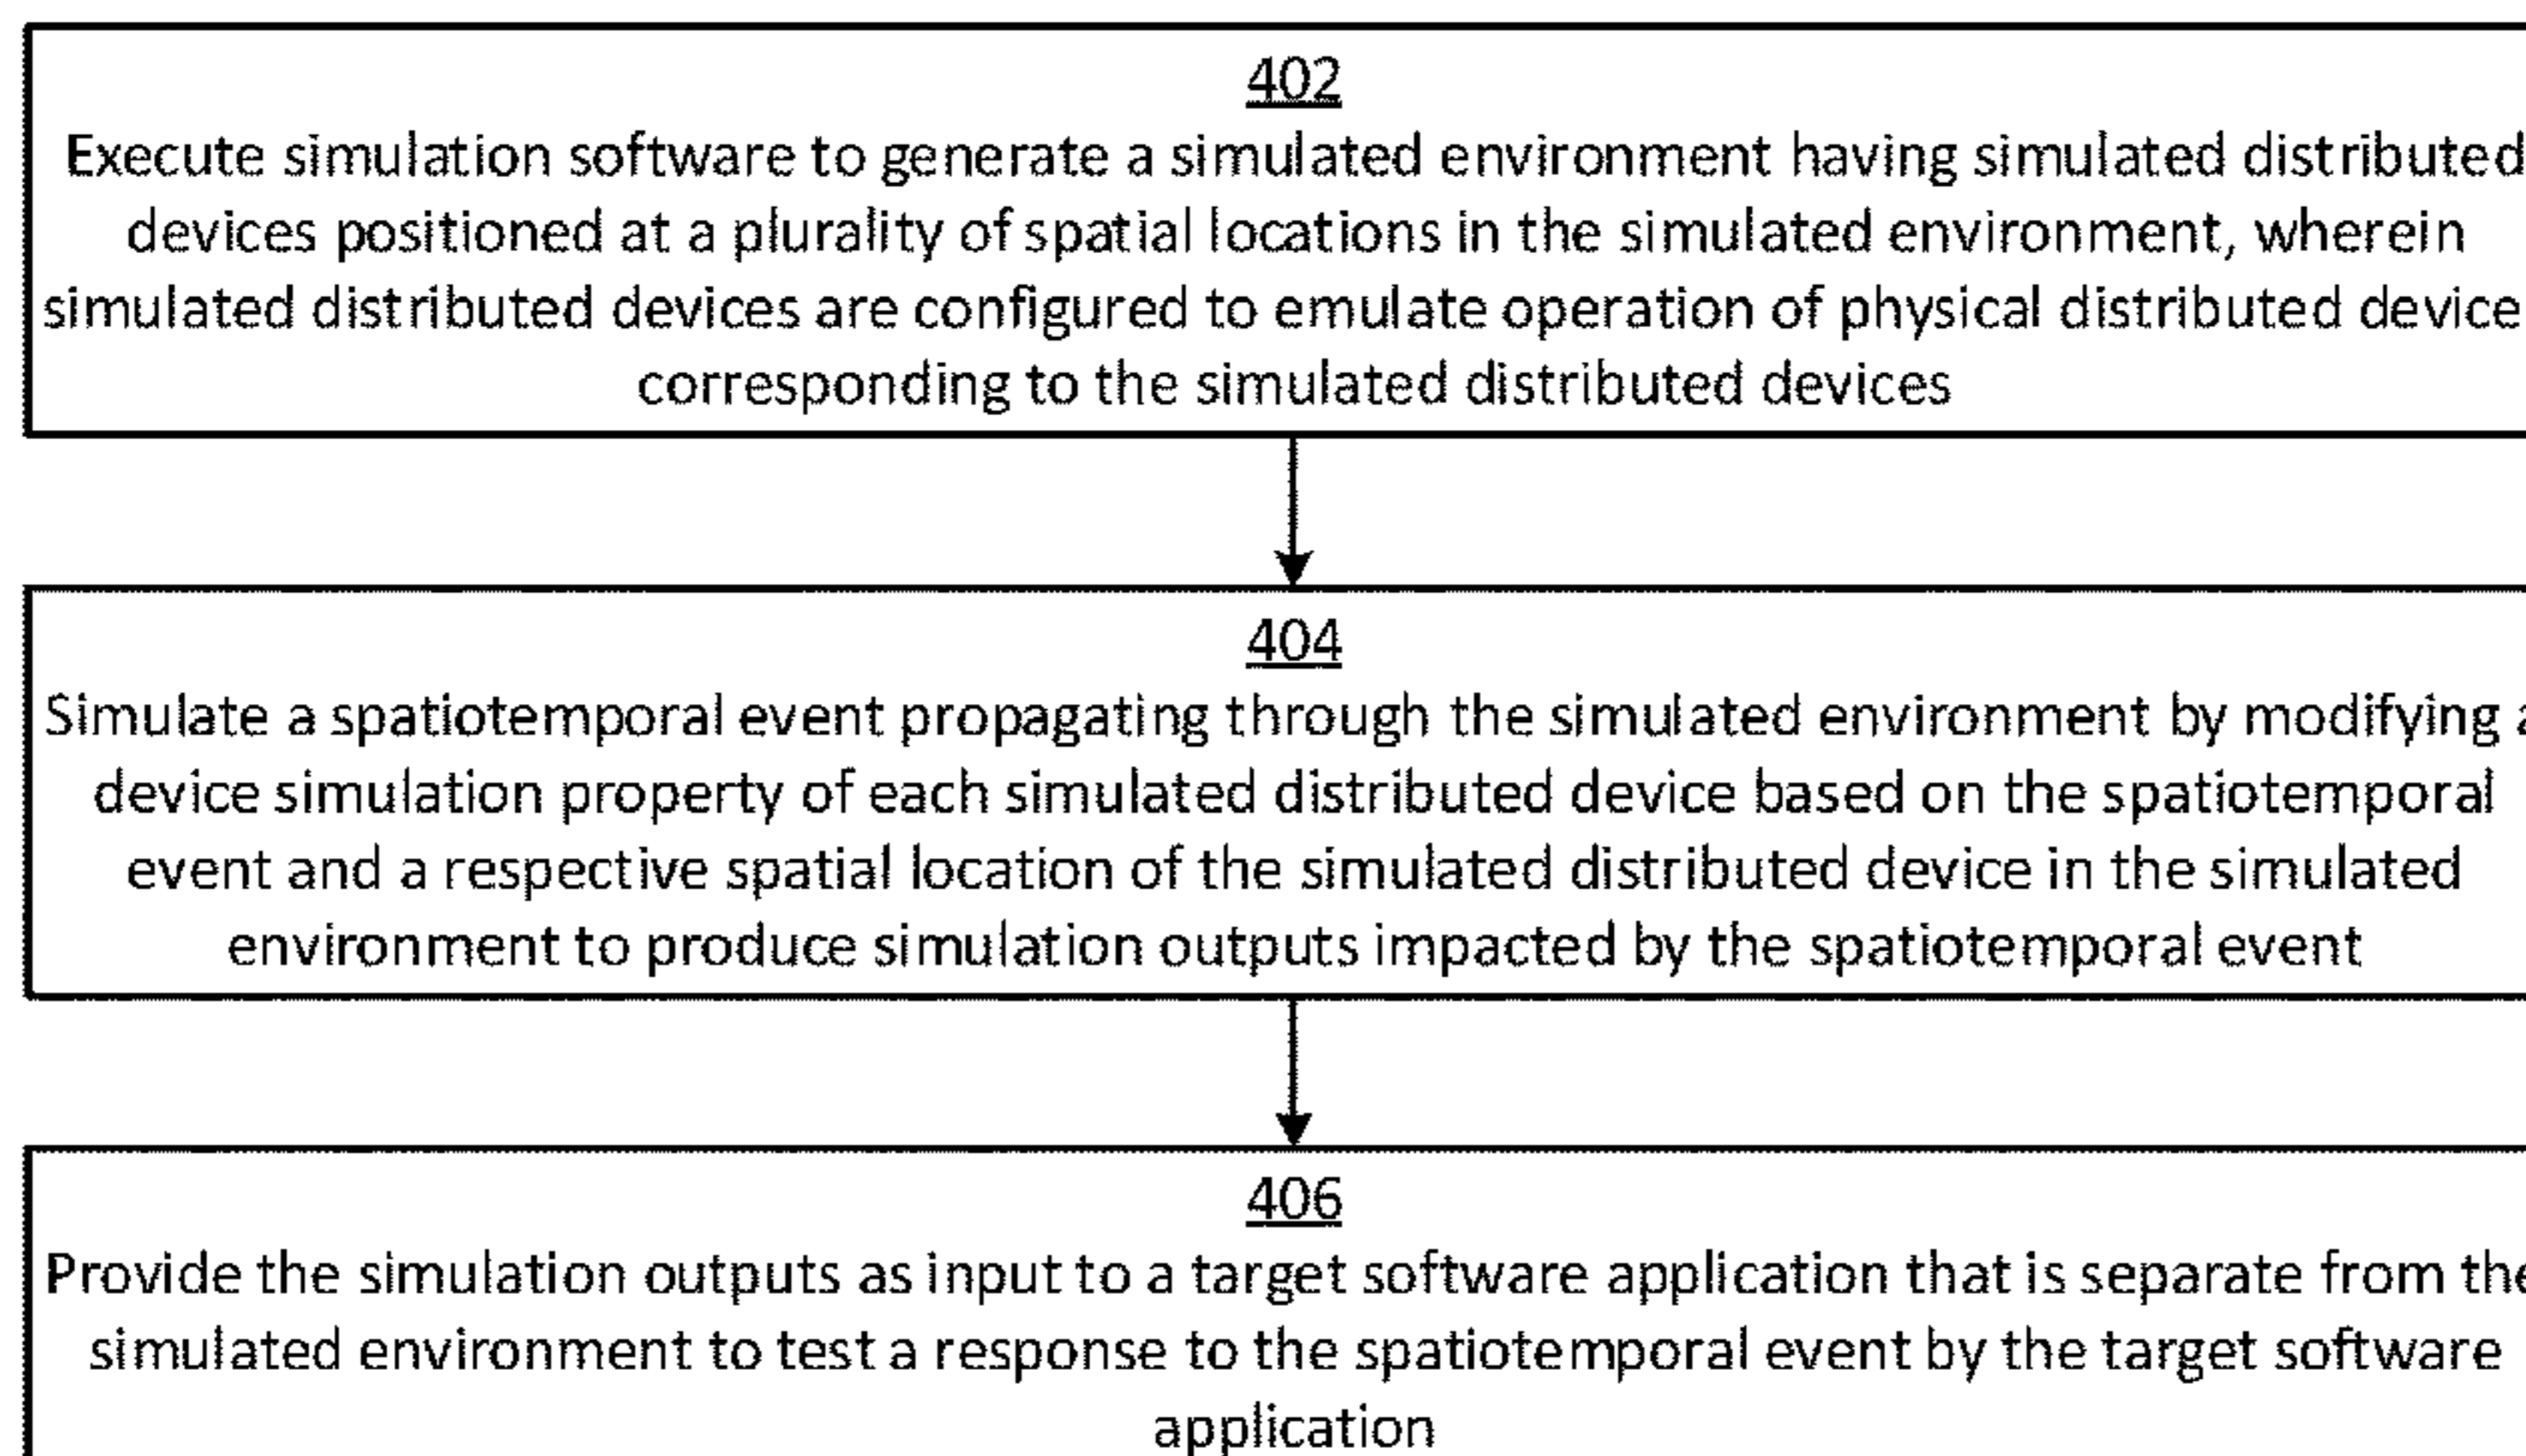 402
Execute simulation software to generate a simulated environment having simulated distributed
devices positioned at a plurality of spatial locations in the simulated environment, wherein
simulated distributed devices are configured to emulate operation of physical distributed device
corresponding to the simulated distributed devices
404
Simulate a spatiotemporal event propagating through the simulated environment by modifying a
device simulation property of each simulated distributed device based on the spatiotemporal
event and a respective spatial location of the simulated distributed device in the simulated
environment to produce simulation outputs impacted by the spatiotemporal event
406
Provide the simulation outputs as input to a target software application that is separate from the
simulated environment to test a response to the spatiotemporal event by the target software
application